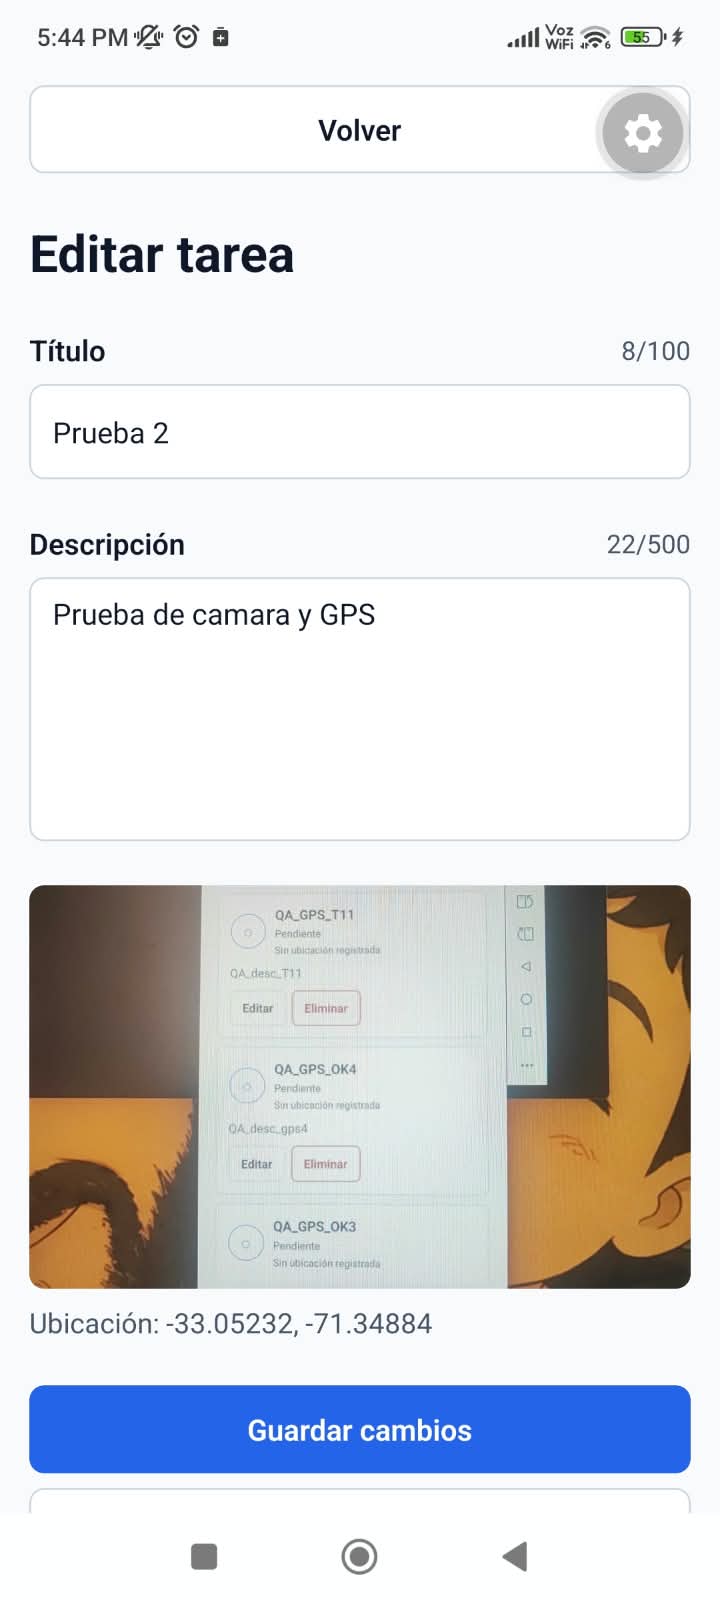 5:44 PM
Voz
WiFi
6
55
Volver
Editar tarea
Título
8/100
Prueba 2
Descripción
22/500
Prueba de camara y GPS
QA_GPS_T11
Pendiente
Sin ubicación registrada
QA_desc_T11
Editar
Eliminar
QA_GPS_OK4
Pendiente
Sin ubicación registrada
QA_desc_gps4
Editar
Eliminar
QA_GPS_OK3
Pendiente
Sin ubicación registrada
Ubicación: -33.05232, -71.34884
Guardar cambios